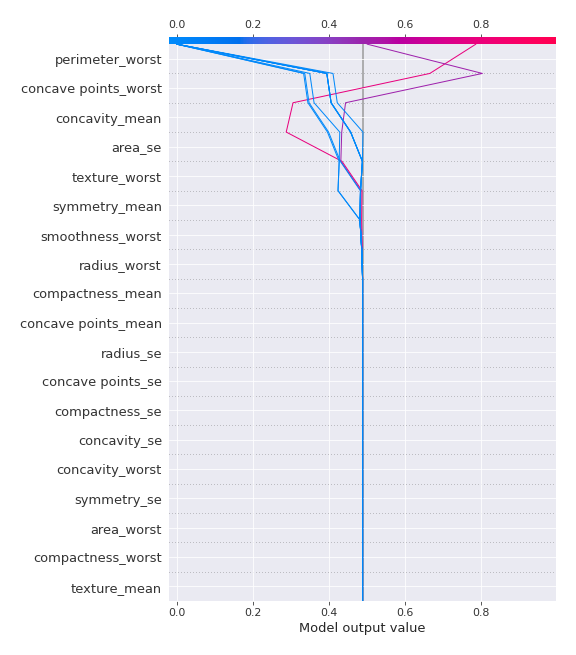 0.0 0.2 0.4 0.6 0.8
perimeter_worst
concave points_worst
concavity_mean
area_se
texture_worst
symmetry_mean
smoothness_worst
radius_worst
compactness_mean
concave points_mean
radius_se
concave points_se
compactness_se
concavity_se
concavity_worst
symmetry_se
area_worst
compactness_worst
texture_mean
0.0 0.2 0.4 0.6 0.8
Model output value